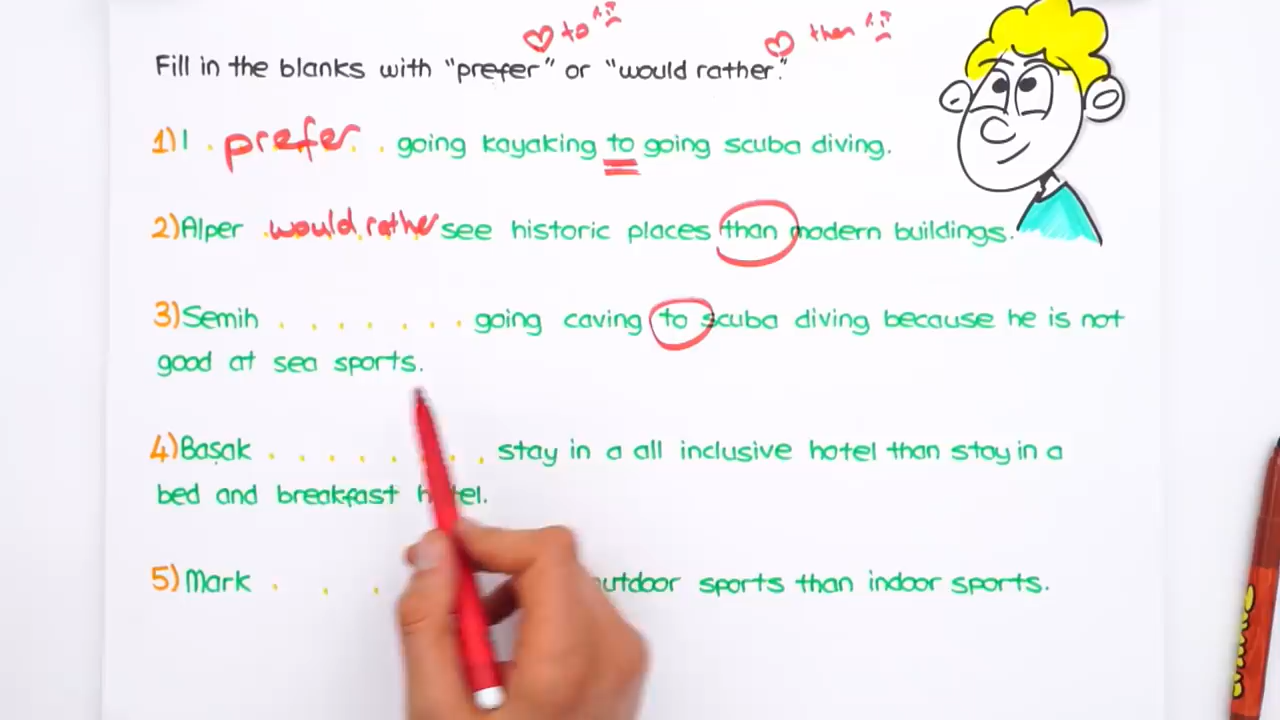 ♡ to ♡ then
Fill in the blanks with “prefer” or “would rather.”
1) I . prefer . . going kayaking to going scuba diving.
2) Alper would rather see historic places than modern buildings.
3) Semih . . . . . . . going caving to scuba diving because he is not
good at sea sports.
4) Başak . . . . . . . . stay in a all inclusive hotel than stay in a
bed and breakfast hotel.
5) Mark . . . outdoor sports than indoor sports.